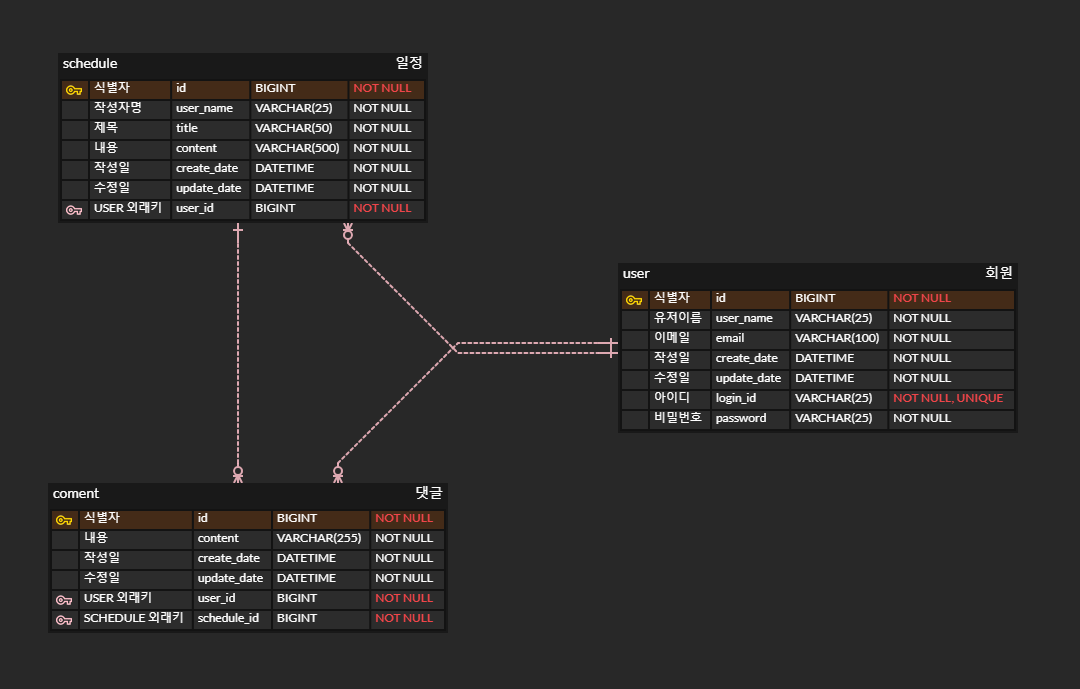 schedule 일정
식별자 id BIGINT NOT NULL
작성자명 user_name VARCHAR(25) NOT NULL
제목 title VARCHAR(50) NOT NULL
내용 content VARCHAR(500) NOT NULL
작성일 create_date DATETIME NOT NULL
수정일 update_date DATETIME NOT NULL
USER 외래키 user_id BIGINT NOT NULL
user 회원
식별자 id BIGINT NOT NULL
유저이름 user_name VARCHAR(25) NOT NULL
이메일 email VARCHAR(100) NOT NULL
작성일 create_date DATETIME NOT NULL
수정일 update_date DATETIME NOT NULL
아이디 login_id VARCHAR(25) NOT NULL, UNIQUE
비밀번호 password VARCHAR(25) NOT NULL
coment 댓글
식별자 id BIGINT NOT NULL
내용 content VARCHAR(255) NOT NULL
작성일 create_date DATETIME NOT NULL
수정일 update_date DATETIME NOT NULL
USER 외래키 user_id BIGINT NOT NULL
SCHEDULE 외래키 schedule_id BIGINT NOT NULL